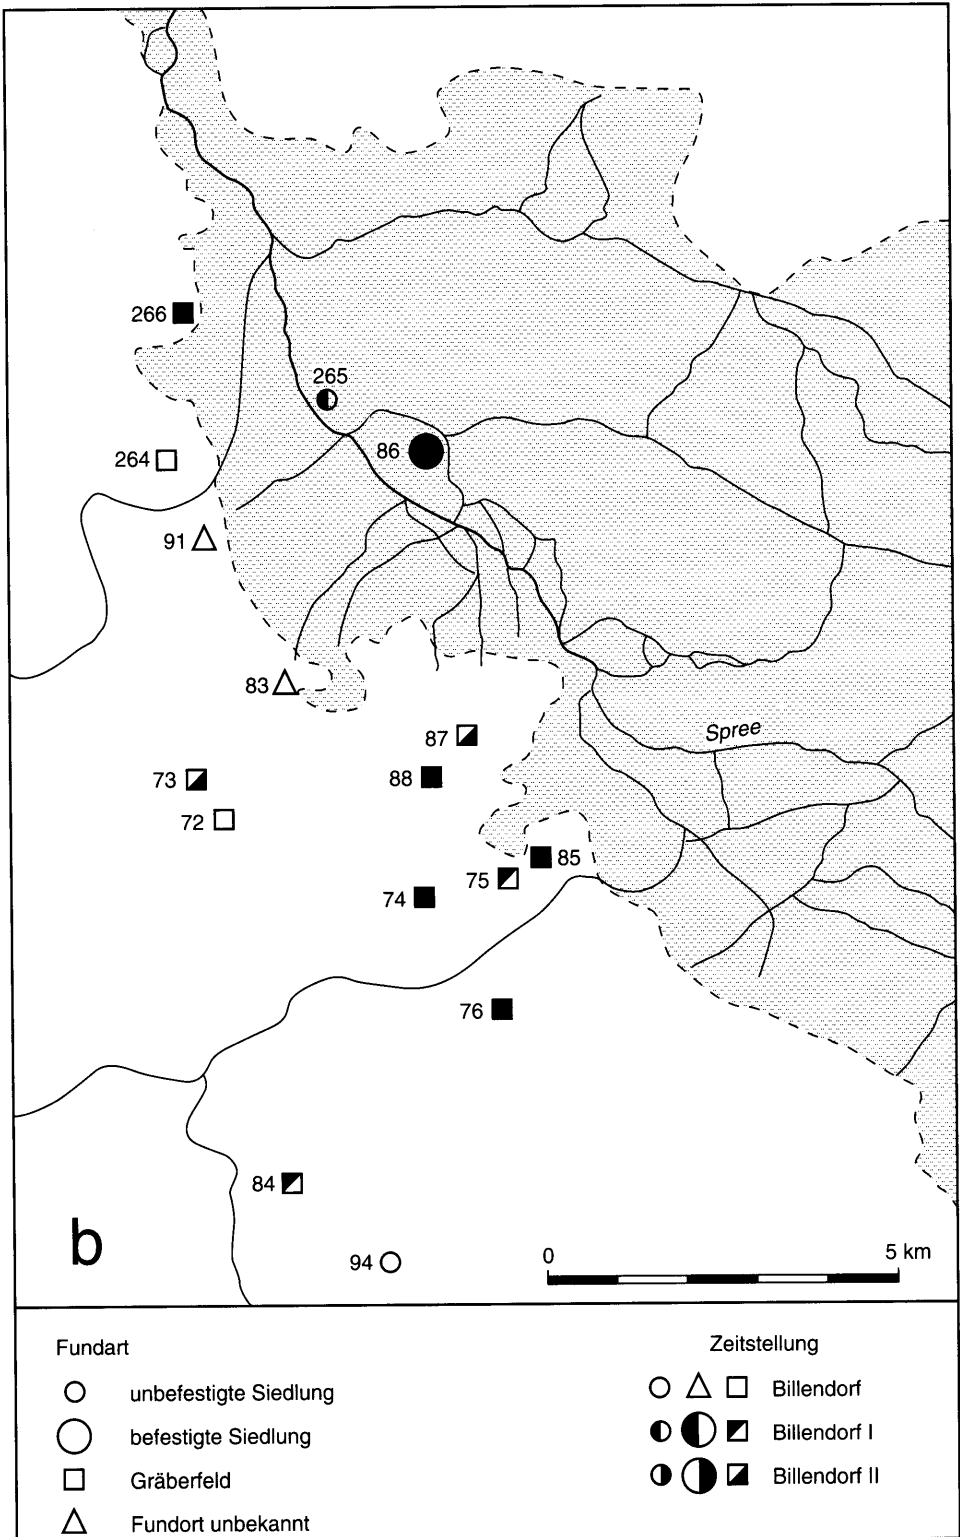 266
265
86
264
91
83
Spree
87
73
88
72
85
75
74
76
84
b
94
0
5 km
Fundart
unbefestigte Siedlung
befestigte Siedlung
Gräberfeld
Fundort unbekannt
Zeitstellung
Billendorf
Billendorf I
Billendorf II